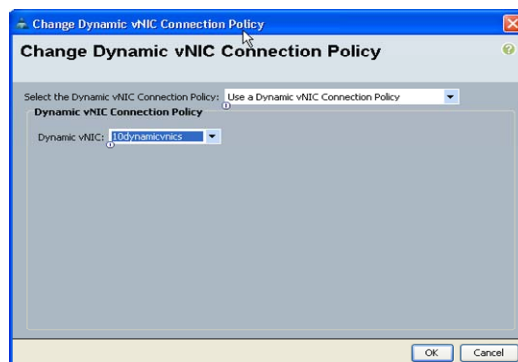 Change Dynamic vNIC Connection Policy
Change Dynamic vNIC Connection Policy
Select the Dynamic vNIC Connection Policy: Use a Dynamic vNIC Connection Policy
Dynamic vNIC Connection Policy
Dynamic vNIC: 10dynamicvnics
OK Cancel